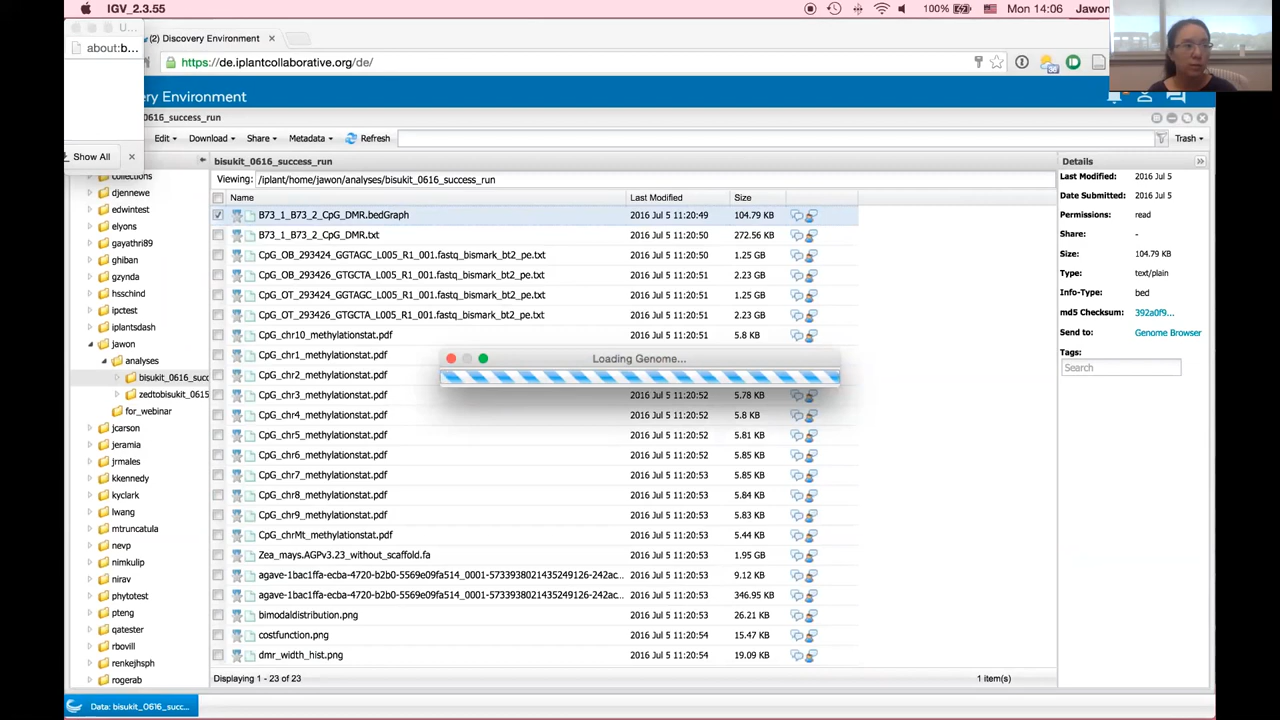 IGV_2.3.55
100%
Mon 14:06
Jawon
U...
(2) Discovery Environment
about:b...
https://de.iplantcollaborative.org/de/
very Environment
0616_success_run
Edit
Download
Share
Metadata
Refresh
Trash
Show All
bisukit_0616_success_run
Details
Viewing: /iplant/home/jawon/analyses/bisukit_0616_success_run
Name
Last Modified
Size
collections
djennewe
edwintest
elyons
gayathri89
ghiban
gzynda
hsschind
ipctest
iplantsdash
jawon
analyses
bisukit_0616_succ
zedtobisukit_0615
for_webinar
jcarson
jeramia
jrmales
kkennedy
kyclark
lwang
mtruncatula
nevp
nimkulip
nirav
phytotest
pteng
qatester
rbovill
renkejhsph
rogerab
B73_1_B73_2_CpG_DMR.bedGraph 2016 Jul 5 11:20:49 104.79 KB
B73_1_B73_2_CpG_DMR.txt 2016 Jul 5 11:20:50 272.56 KB
CpG_OB_293424_GGTAGC_L005_R1_001.fastq_bismark_bt2_pe.txt 2016 Jul 5 11:20:50 1.25 GB
CpG_OB_293426_GTGCTA_L005_R1_001.fastq_bismark_bt2_pe.txt 2016 Jul 5 11:20:51 2.23 GB
CpG_OT_293424_GGTAGC_L005_R1_001.fastq_bismark_bt2_pe.txt 2016 Jul 5 11:20:51 1.25 GB
CpG_OT_293426_GTGCTA_L005_R1_001.fastq_bismark_bt2_pe.txt 2016 Jul 5 11:20:51 2.23 GB
CpG_chr10_methylationstat.pdf 2016 Jul 5 11:20:51 5.8 KB
CpG_chr1_methylationstat.pdf
Loading Genome...
CpG_chr2_methylationstat.pdf
CpG_chr3_methylationstat.pdf 2016 Jul 5 11:20:52 5.78 KB
CpG_chr4_methylationstat.pdf 2016 Jul 5 11:20:52 5.8 KB
CpG_chr5_methylationstat.pdf 2016 Jul 5 11:20:52 5.81 KB
CpG_chr6_methylationstat.pdf 2016 Jul 5 11:20:52 5.85 KB
CpG_chr7_methylationstat.pdf 2016 Jul 5 11:20:53 5.85 KB
CpG_chr8_methylationstat.pdf 2016 Jul 5 11:20:53 5.84 KB
CpG_chr9_methylationstat.pdf 2016 Jul 5 11:20:53 5.83 KB
CpG_chrMt_methylationstat.pdf 2016 Jul 5 11:20:53 5.44 KB
Zea_mays.AGPv3.23_without_scaffold.fa 2016 Jul 5 11:20:53 1.95 GB
agave-1bac1ffa-ecba-4720-b2b0-5569e09fa514_0001-5733938021435249126-242ac... 2016 Jul 5 11:20:53 9.12 KB
agave-1bac1ffa-ecba-4720-b2b0-5569e09fa514_0001-5733938021435249126-242ac... 2016 Jul 5 11:20:53 346.95 KB
bimodaldistribution.png 2016 Jul 5 11:20:53 26.21 KB
costfunction.png 2016 Jul 5 11:20:54 15.47 KB
dmr_width_hist.png 2016 Jul 5 11:20:54 19.09 KB
Displaying 1 - 23 of 23
1 item(s)
Last Modified: 2016 Jul 5
Date Submitted: 2016 Jul 5
Permissions: read
Share: -
Size: 104.79 KB
Type: text/plain
Info-Type: bed
md5 Checksum: 392a0f9...
Send to: Genome Browser
Tags:
Search
Data: bisukit_0616_succ...